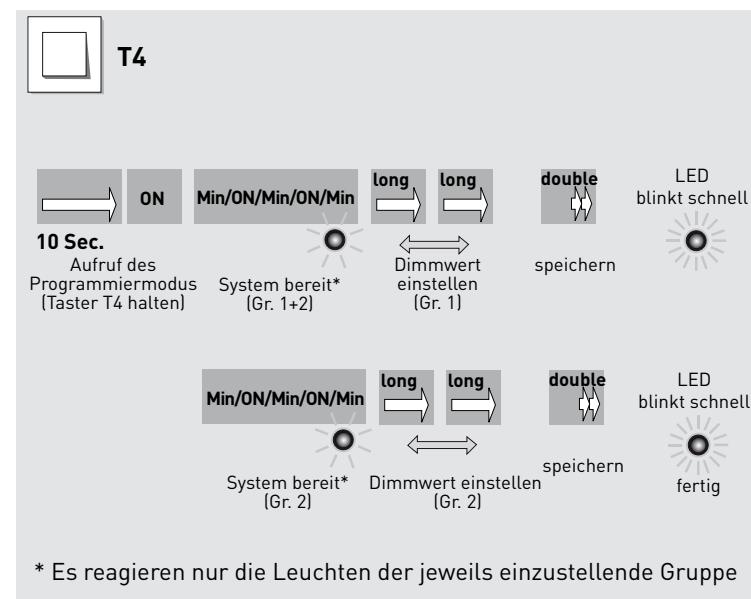 T4
ON
Min/ON/Min/ON/Min
long
long
double
LED
blinkt schnell
10 Sec.
Aufruf des
Programmiermodus
(Taster T4 halten)
System bereit*
(Gr. 1+2)
Dimmwert
einstellen
(Gr. 1)
speichern
Min/ON/Min/ON/Min
long
long
double
LED
blinkt schnell
System bereit*
(Gr. 2)
Dimmwert einstellen
(Gr. 2)
speichern
fertig
* Es reagieren nur die Leuchten der jeweils einzustellende Gruppe